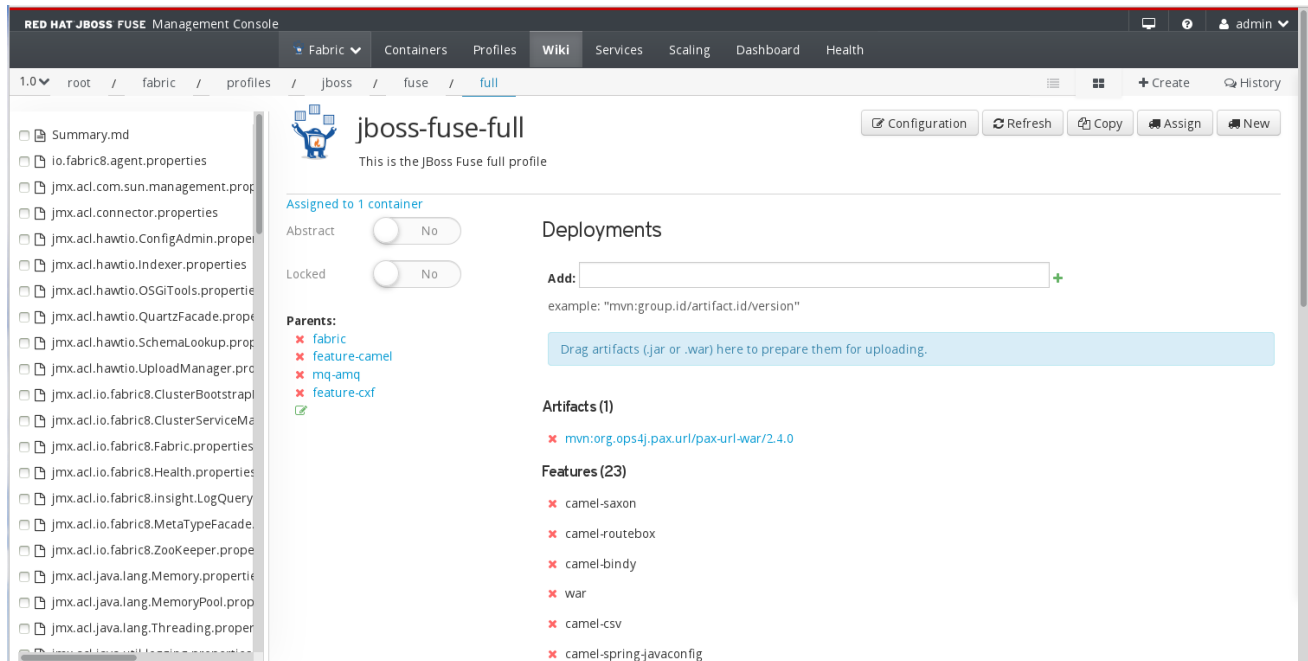 RED HAT JBOSS FUSE Management Console
admin
Fabric Containers Profiles Wiki Services Scaling Dashboard Health
1.0 root / fabric / profiles / jboss / fuse / full
Create History
Summary.md
io.fabric8.agent.properties
jmx.acl.com.sun.management.prop
jmx.acl.connector.properties
jmx.acl.hawtio.ConfigAdmin.proper
jmx.acl.hawtio.Indexer.properties
jmx.acl.hawtio.OSGiTools.propertie
jmx.acl.hawtio.QuartzFacade.prope
jmx.acl.hawtio.SchemaLookup.prop
jmx.acl.hawtio.UploadManager.pro
jmx.acl.io.fabric8.ClusterBootstrap
jmx.acl.io.fabric8.ClusterServiceMa
jmx.acl.io.fabric8.Fabric.properties
jmx.acl.io.fabric8.Health.properties
jmx.acl.io.fabric8.insight.LogQuery
jmx.acl.io.fabric8.MetaTypeFacade.
jmx.acl.io.fabric8.ZooKeeper.prope
jmx.acl.java.lang.Memory.propertie
jmx.acl.java.lang.MemoryPool.prop
jmx.acl.java.lang.Threading.proper
jboss-fuse-full
This is the JBoss Fuse full profile
Configuration Refresh Copy Assign New
Assigned to 1 container
Abstract No
Locked No
Parents:
fabric
feature-camel
mq-amq
feature-cxf
Deployments
Add:
example: "mvn:group.id/artifact.id/version"
Drag artifacts (.jar or .war) here to prepare them for uploading.
Artifacts (1)
mvn:org.ops4j.pax.url/pax-url-war/2.4.0
Features (23)
camel-saxon
camel-routebox
camel-bindy
war
camel-csv
camel-spring-javaconfig